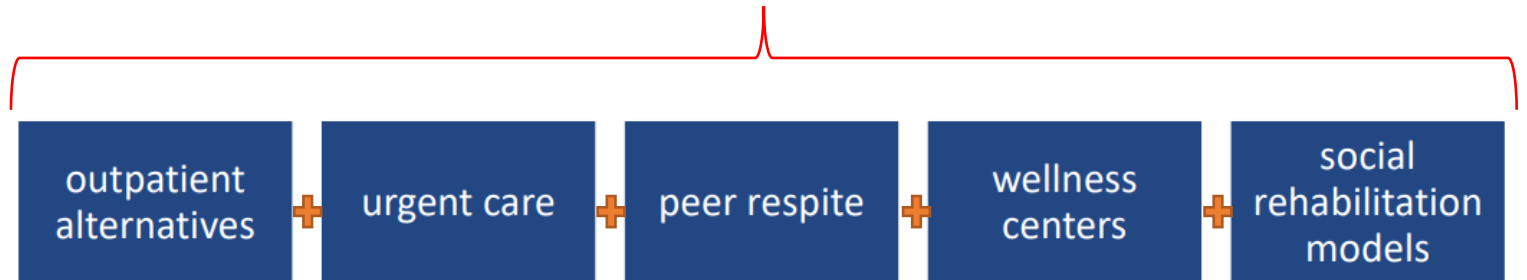 outpatient
alternatives
urgent care
peer respite
wellness
centers
social
rehabilitation
models